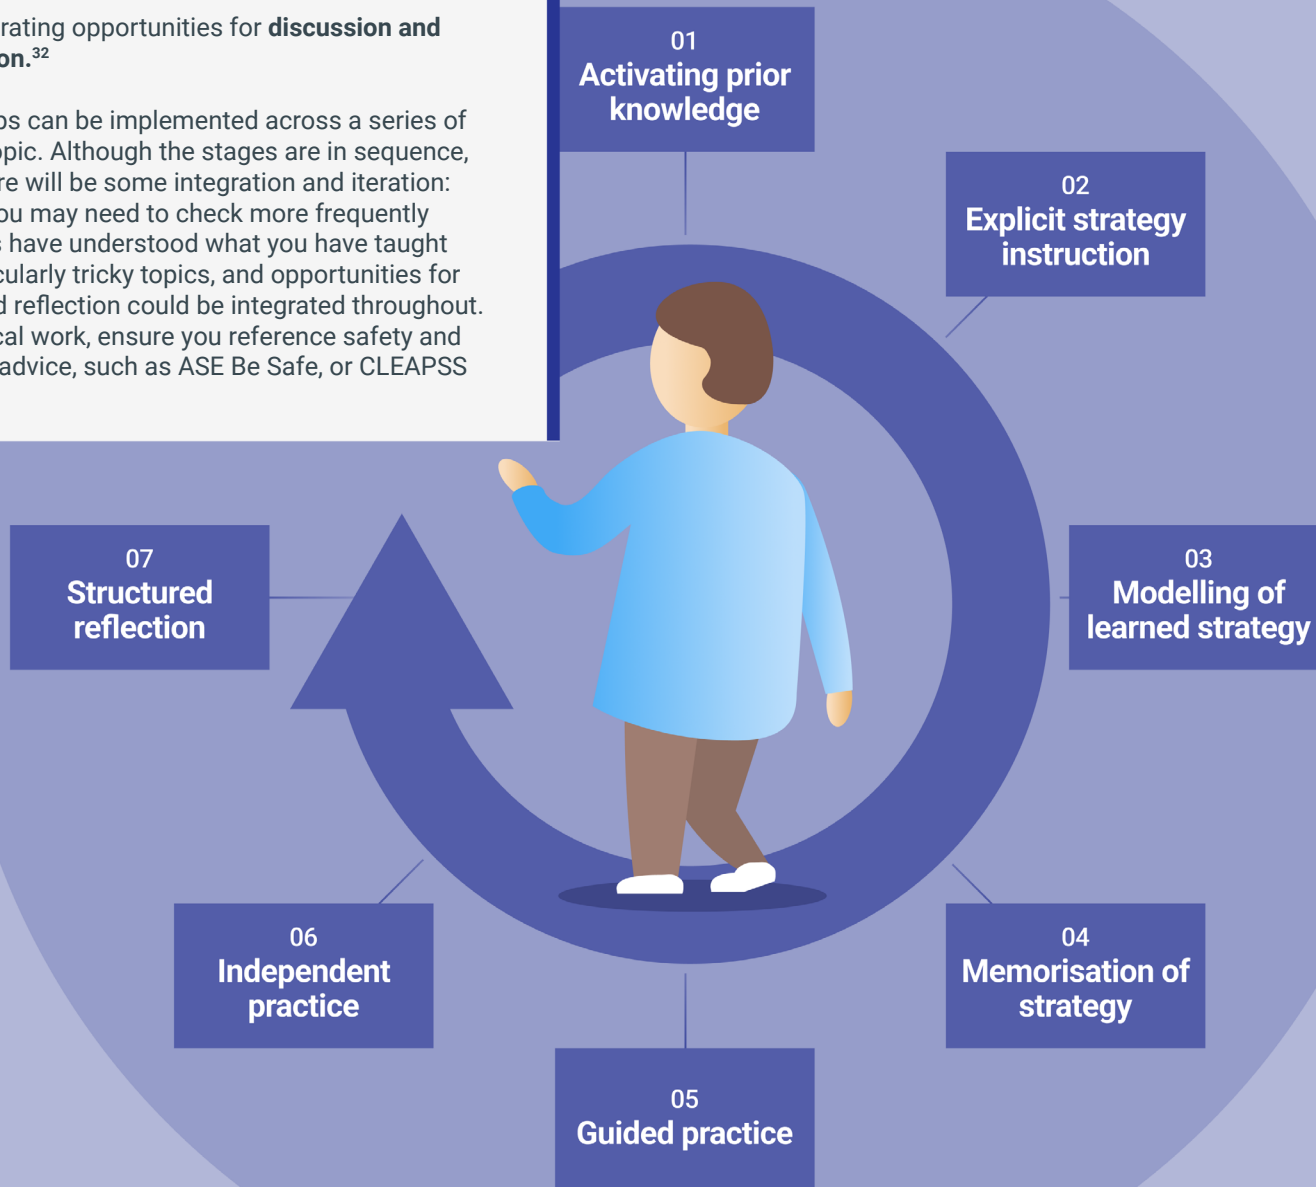 rating opportunities for discussion and
on.³²
ps can be implemented across a series of
opic. Although the stages are in sequence,
re will be some integration and iteration:
ou may need to check more frequently
s have understood what you have taught
cularly tricky topics, and opportunities for
d reflection could be integrated throughout.
cal work, ensure you reference safety and
advice, such as ASE Be Safe, or CLEAPSS
01
Activating prior
knowledge
02
Explicit strategy
instruction
03
Modelling of
learned strategy
04
Memorisation of
strategy
05
Guided practice
06
Independent
practice
07
Structured
reflection